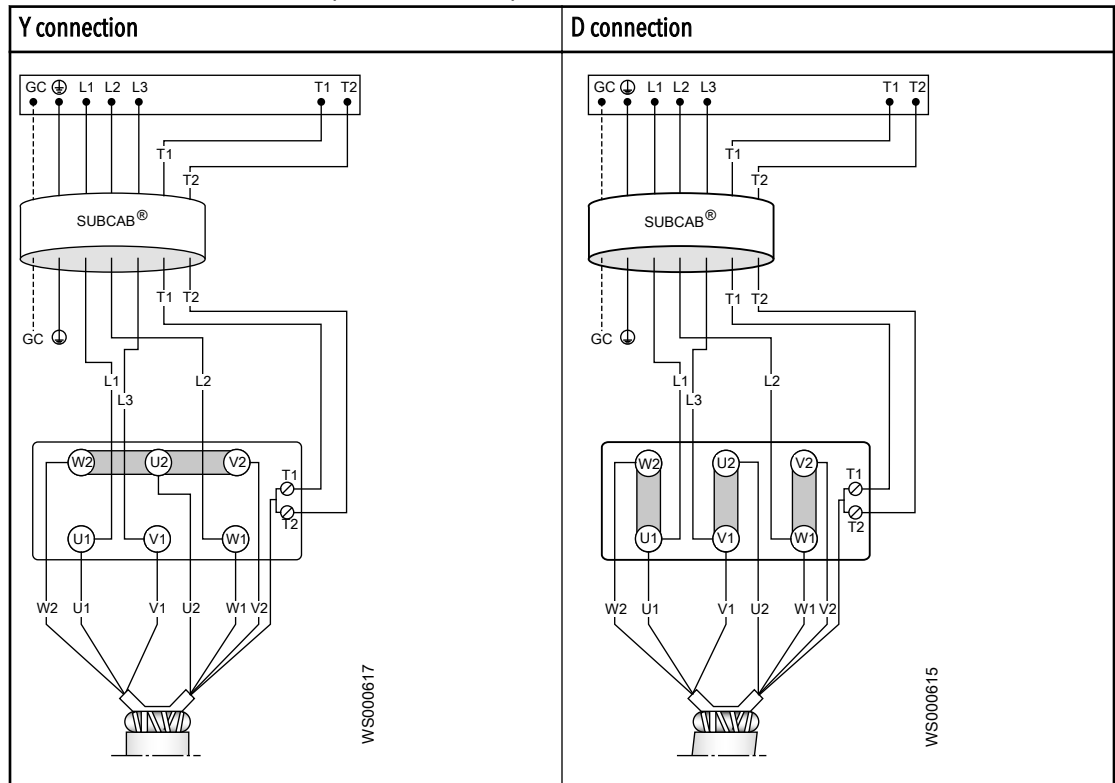 Y connection
D connection
GC L1 L2 L3 T1 T2
T1
T2
SUBCAB®
T1 T2
GC
L1 L2
L3
W2 U2 V2
T1
T2
U1 V1 W1
W2 U1 V1 U2 W1 V2
WS000617
GC L1 L2 L3 T1 T2
T1
T2
SUBCAB®
T1 T2
GC
L1 L2
L3
W2 U2 V2
T1
T2
U1 V1 W1
W2 U1 V1 U2 W1 V2
WS000615